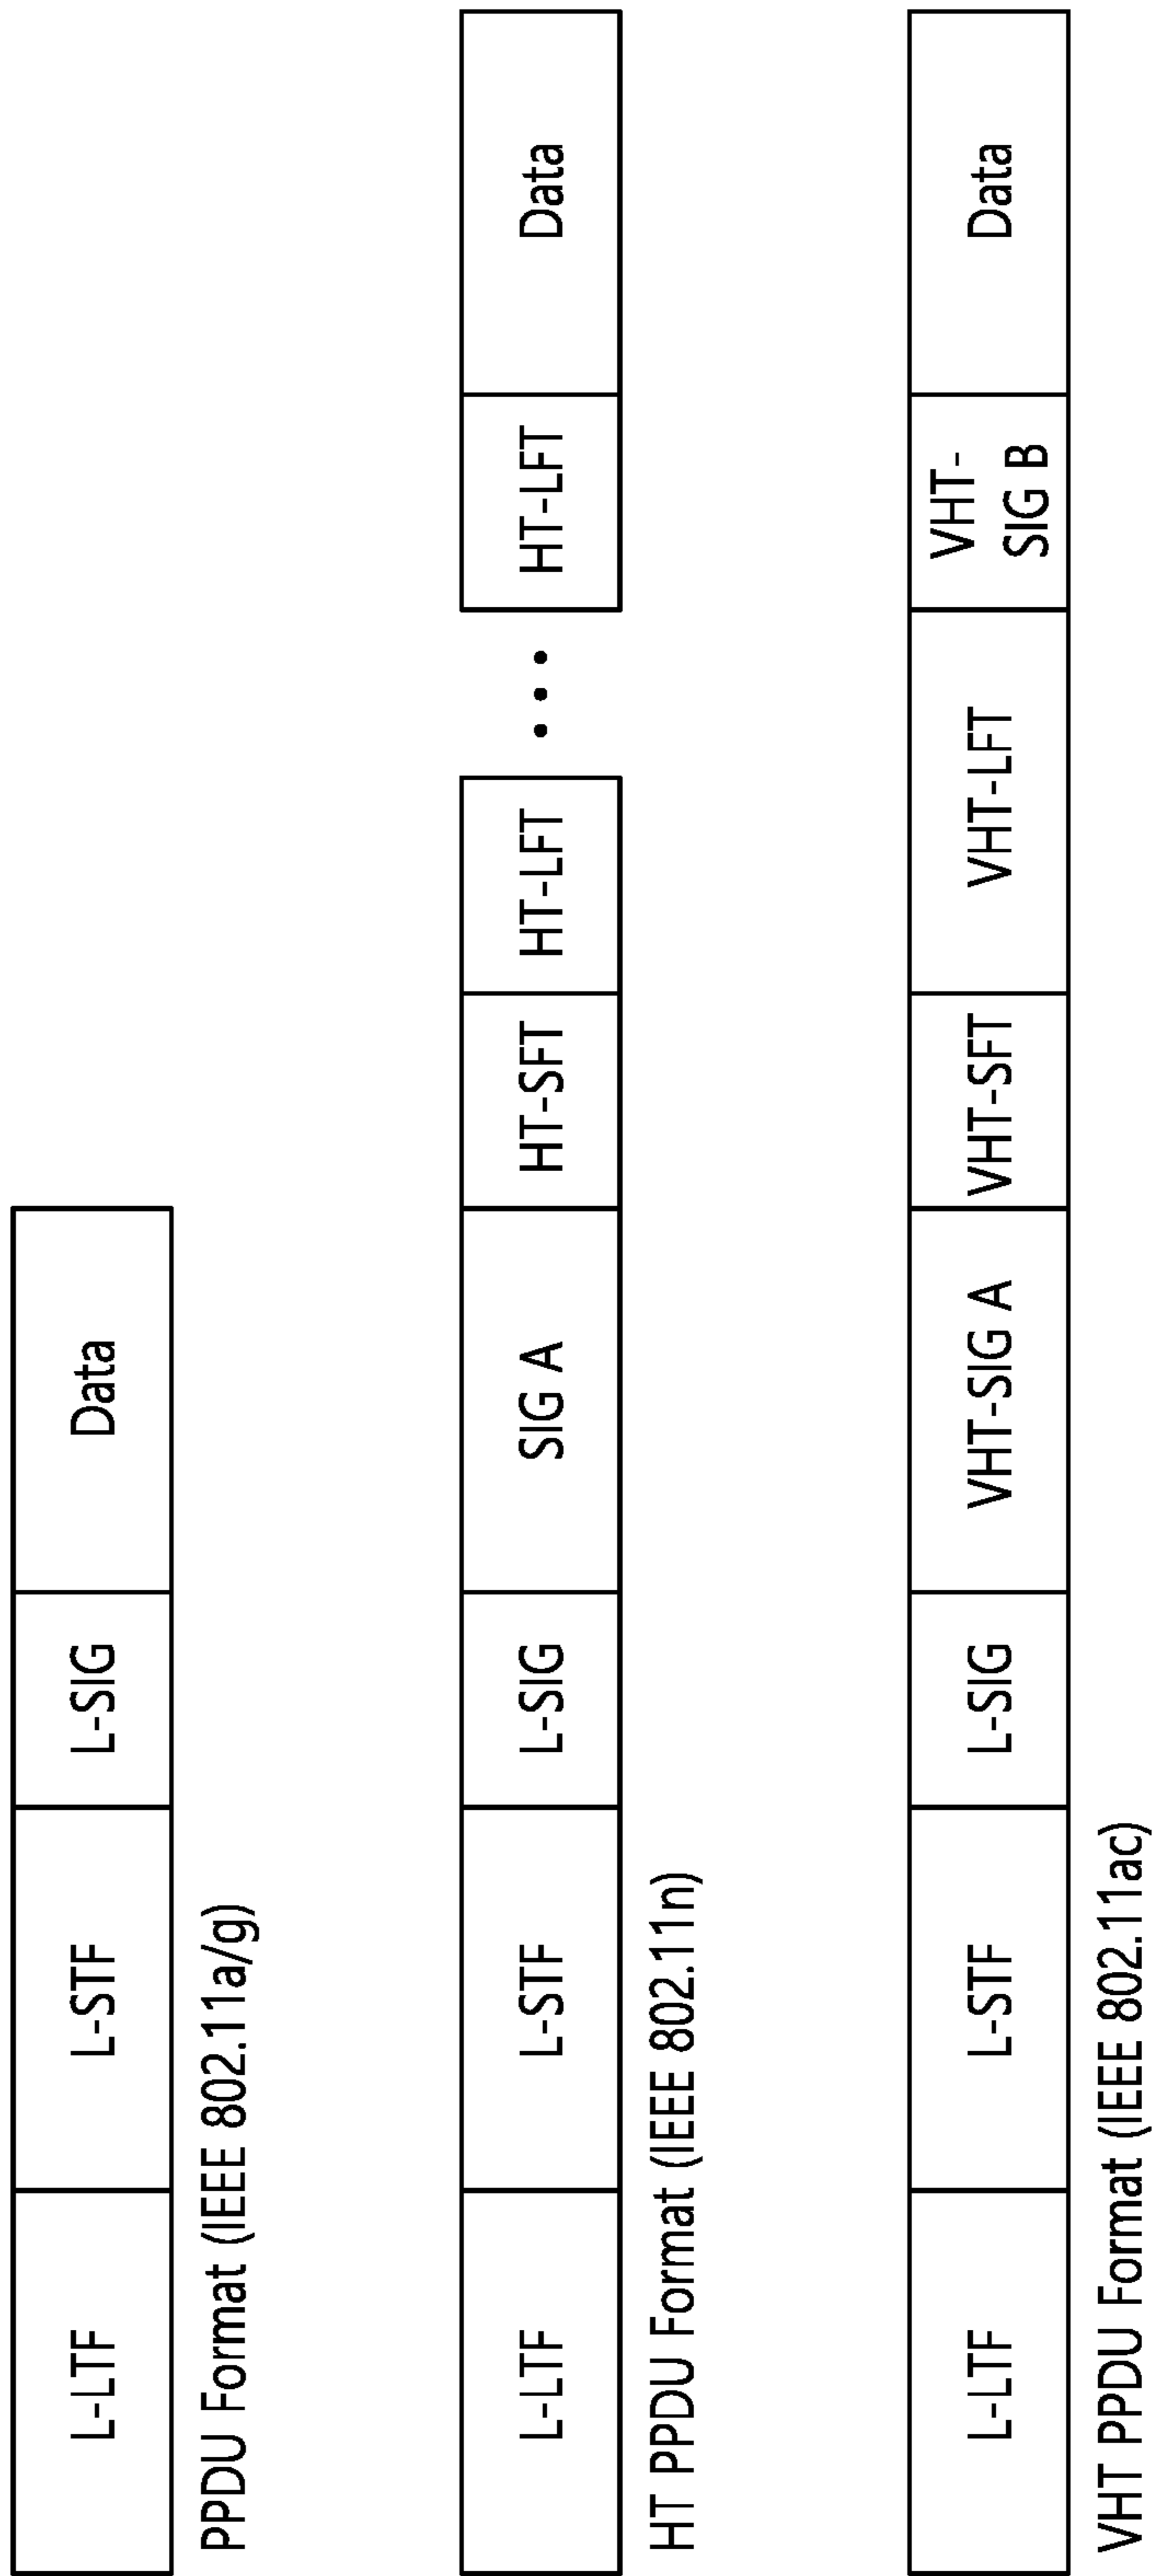 L-LTF L-STF L-SIG Data
PPDU Format (IEEE 802.11a/g)
L-LTF L-STF L-SIG SIG A HT-SFT HT-LFT ••• HT-LFT Data
HT PPDU Format (IEEE 802.11n)
L-LTF L-STF L-SIG VHT-SIG A VHT-SFT VHT-LFT VHT-
SIG B Data
VHT PPDU Format (IEEE 802.11ac)